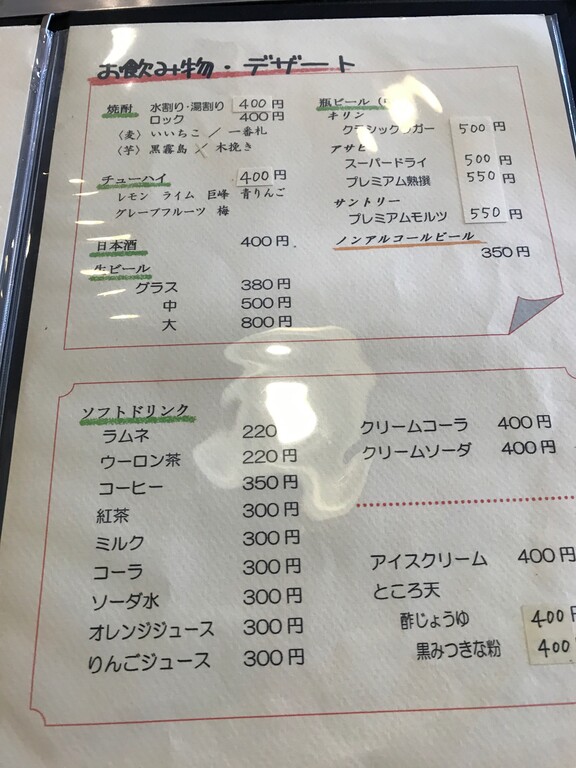 お飲み物・デザート
焼酎 水割り・湯割り 400円
ロック 400円
〈麦〉いいちこ / 一番札
〈芋〉黒霧島 / 木挽き
チューハイ 400円
レモン ライム 巨峰 青りんご
グレープフルーツ 梅
日本酒 400円
生ビール
グラス 380円
中 500円
大 800円
瓶ビール
キリン
クラシックラガー 500円
アサヒ
スーパードライ 500円
プレミアム熟撰 550円
サントリー
プレミアムモルツ 550円
ノンアルコールビール
350円
ソフトドリンク
ラムネ 220
ウーロン茶 220円
コーヒー 350円
紅茶 300円
ミルク 300円
コーラ 300円
ソーダ水 300円
オレンジジュース 300円
りんごジュース 300円
クリームコーラ 400円
クリームソーダ 400円
アイスクリーム 400円
ところ天
酢じょうゆ 400円
黒みつきな粉 400